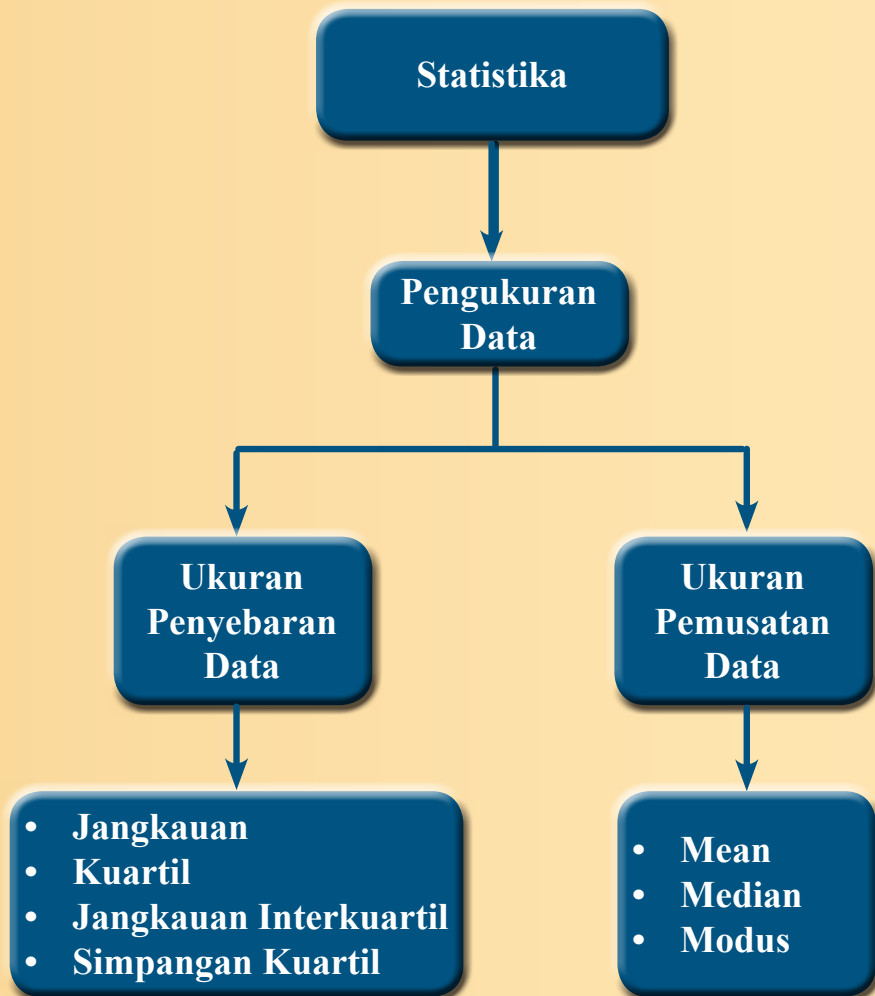 Statistika
Pengukuran
Data
Ukuran
Penyebaran
Data
Ukuran
Pemusatan
Data
• Jangkauan
• Kuartil
• Jangkauan Interkuartil
• Simpangan Kuartil
• Mean
• Median
• Modus